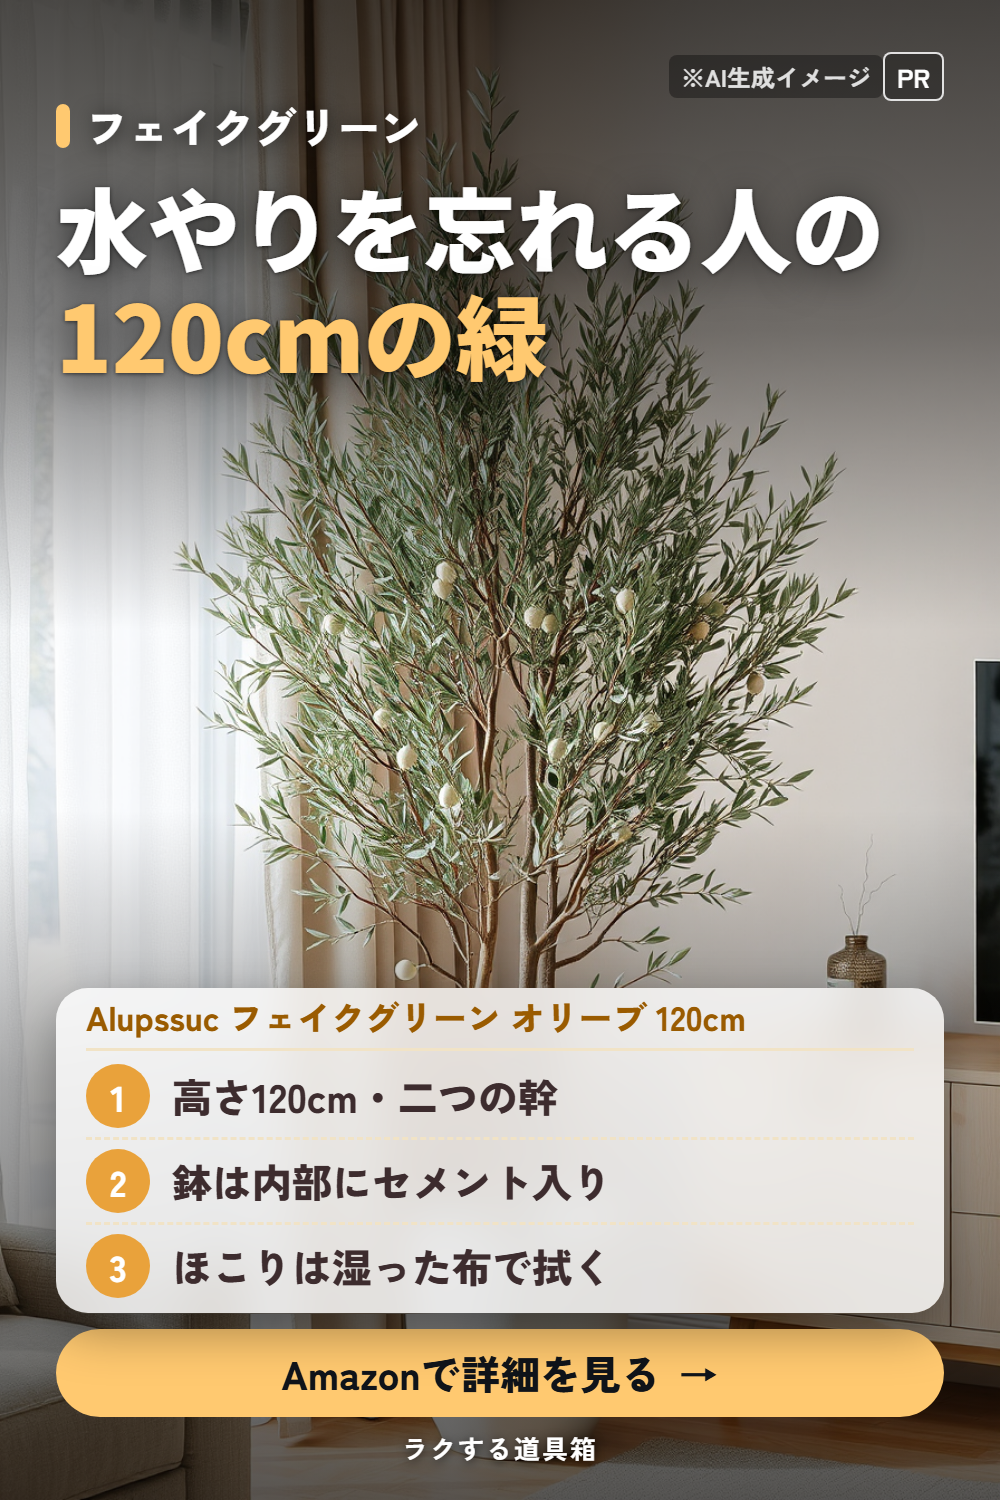 ※AI生成イメージ
PR
フェイクグリーン
水やりを忘れる人の
120cmの緑
Alupssuc フェイクグリーン オリーブ 120cm
1 高さ120cm・二つの幹
2 鉢は内部にセメント入り
3 ほこりは湿った布で拭く
Amazonで詳細を見る →
ラクする道具箱